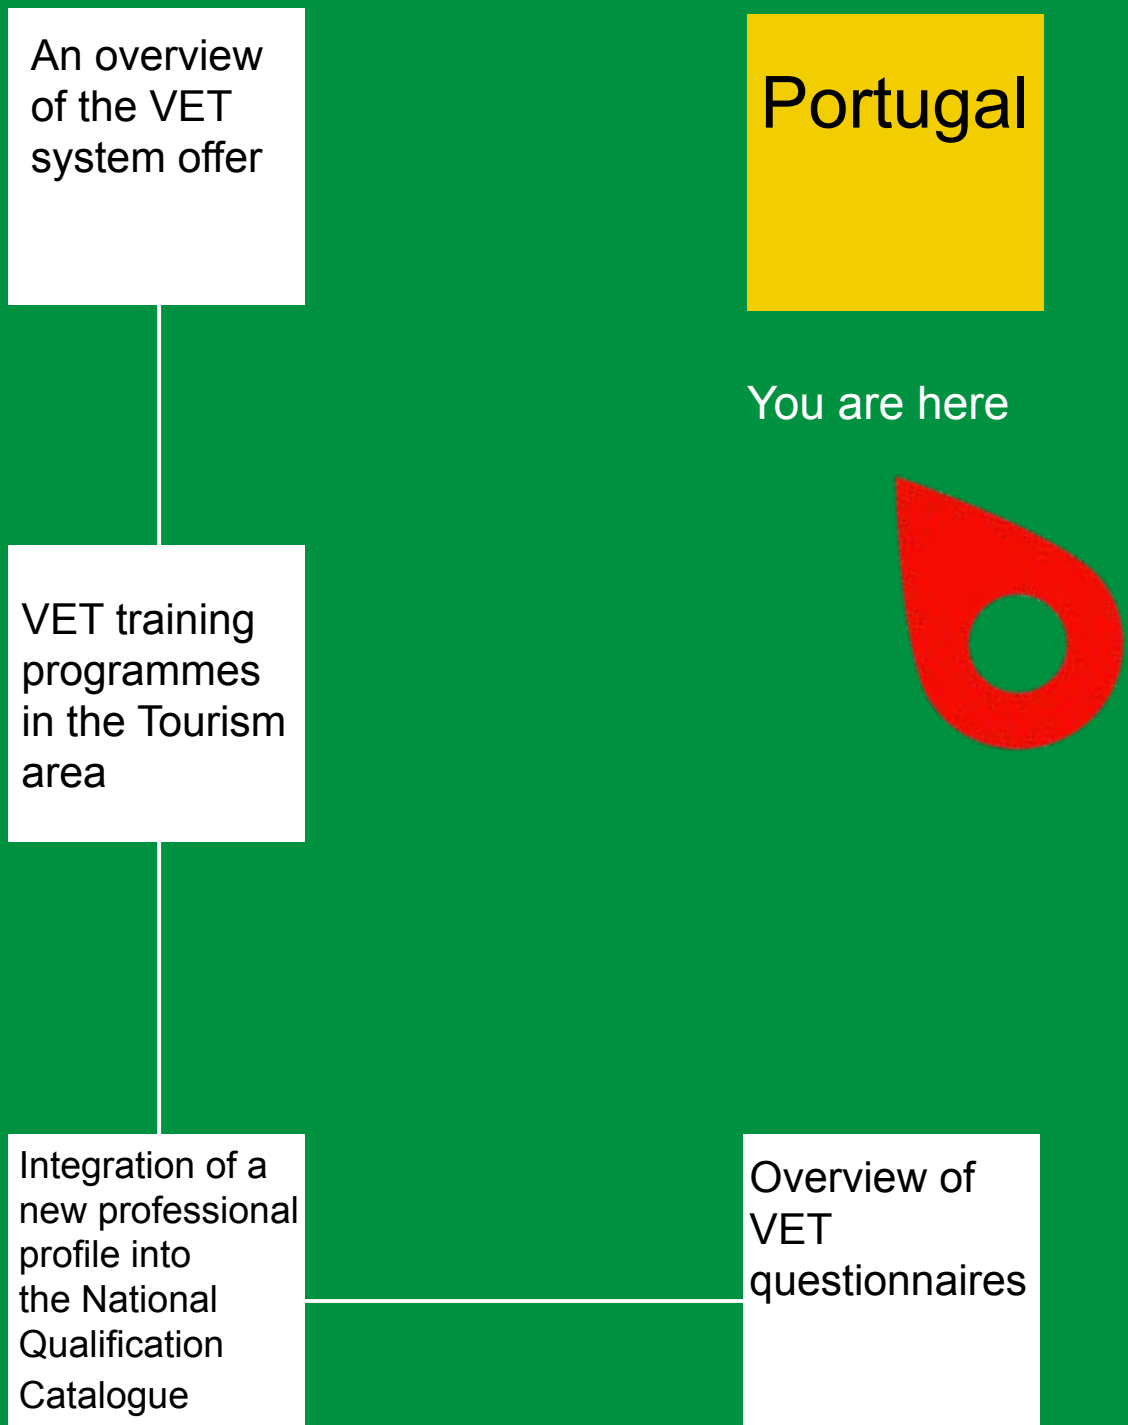 An overview
of the VET
system offer
Portugal
You are here
VET training
programmes
in the Tourism
area
Integration of a
new professional
profile into
the National
Qualification
Catalogue
Overview of
VET
questionnaires